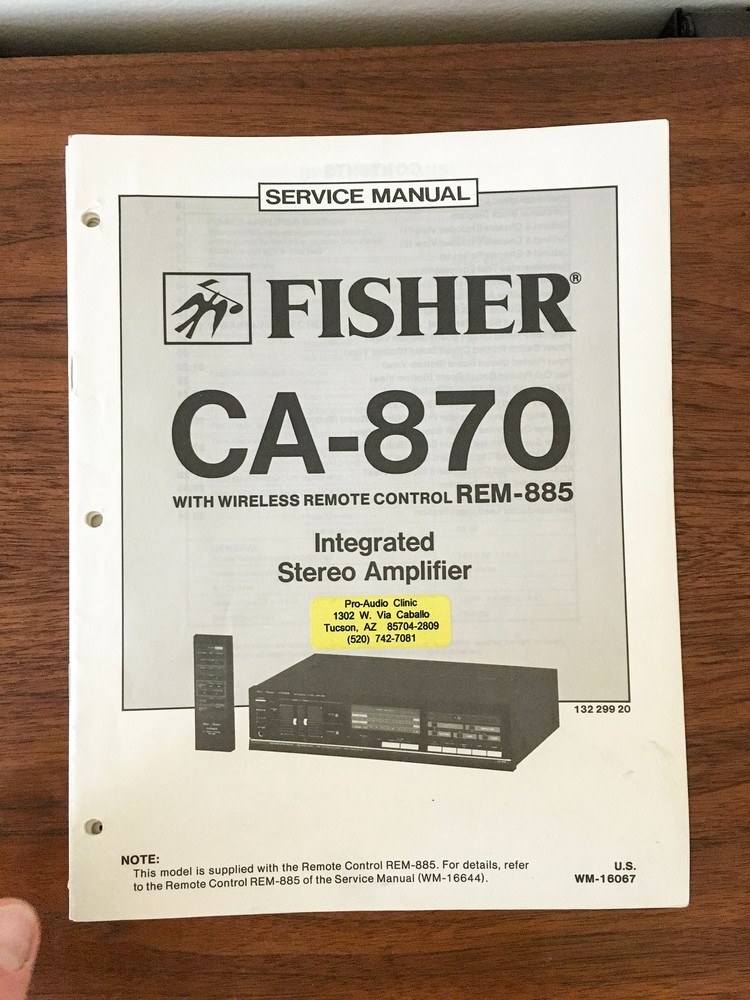 SERVICE MANUAL
FISHER®
CA-870
WITH WIRELESS REMOTE CONTROL REM-885
Integrated
Stereo Amplifier
Pro-Audio Clinic
1302 W. Via Caballo
Tucson, AZ 85704-2809
(520) 742-7081
132 299 20
NOTE:
This model is supplied with the Remote Control REM-885. For details, refer
to the Remote Control REM-885 of the Service Manual (WM-16644).
U.S.
WM-16067